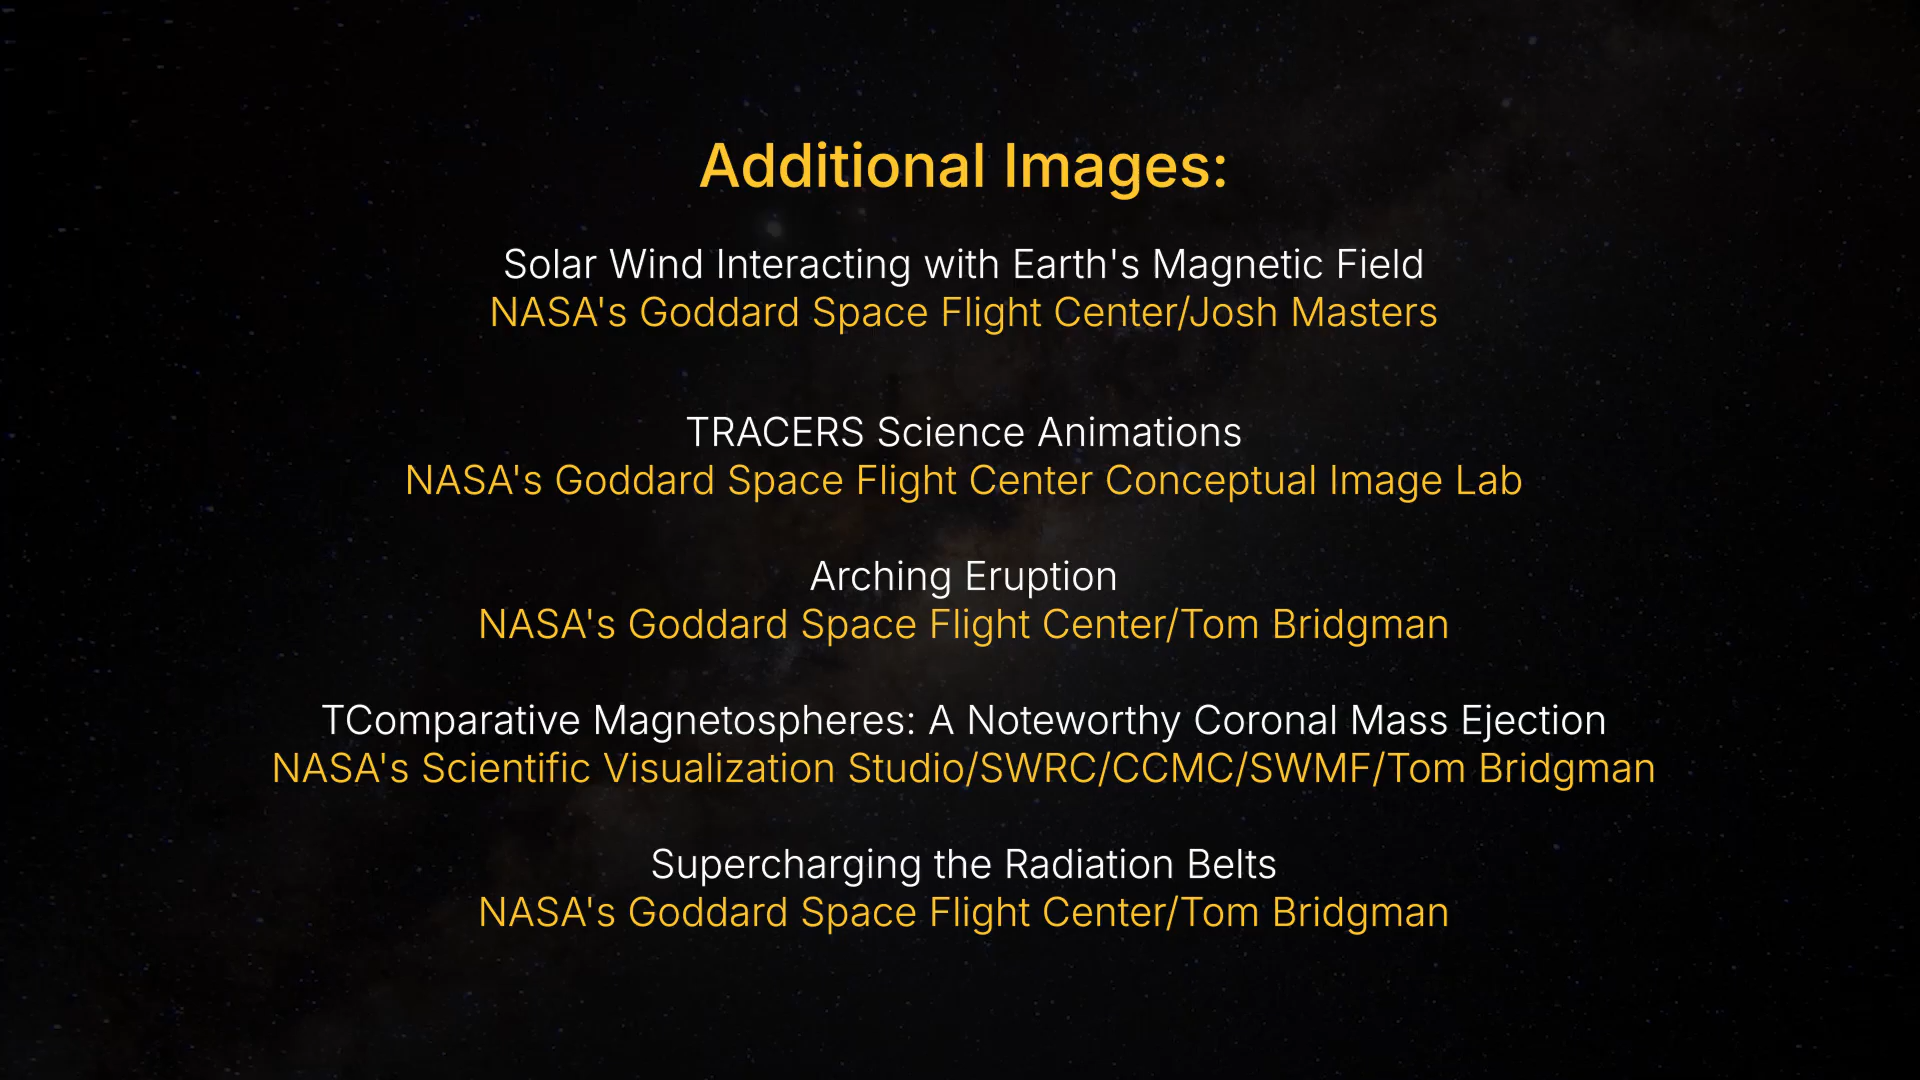 Additional Images:
Solar Wind Interacting with Earth's Magnetic Field
NASA's Goddard Space Flight Center/Josh Masters
TRACERS Science Animations
NASA's Goddard Space Flight Center Conceptual Image Lab
Arching Eruption
NASA's Goddard Space Flight Center/Tom Bridgman
TComparative Magnetospheres: A Noteworthy Coronal Mass Ejection
NASA's Scientific Visualization Studio/SWRC/CCMC/SWMF/Tom Bridgman
Supercharging the Radiation Belts
NASA's Goddard Space Flight Center/Tom Bridgman